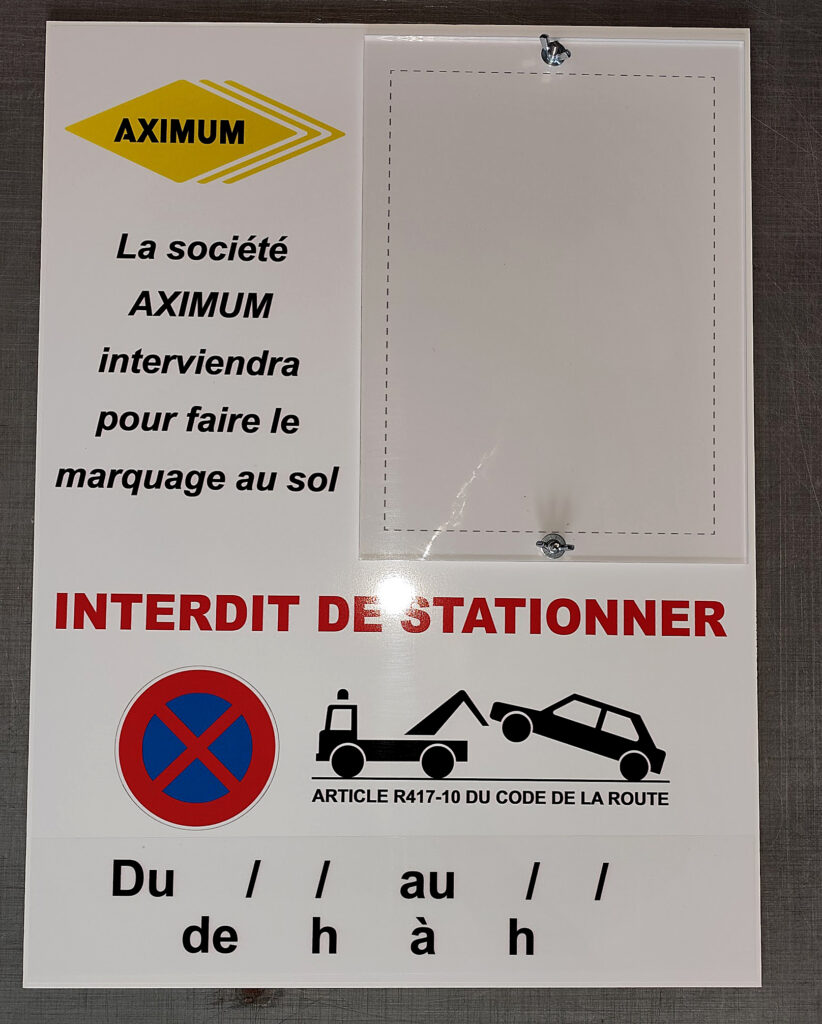 AXIMUM
La société
AXIMUM
interviendra
pour faire le
marquage au sol
INTERDIT DE STATIONNER
ARTICLE R417-10 DU CODE DE LA ROUTE
Du / / au / /
de h à h